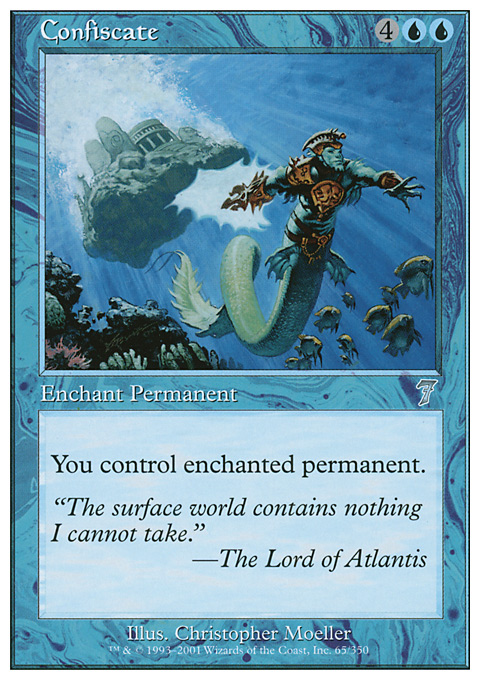 Confiscate 4
Enchant Permanent
You control enchanted permanent.
“The surface world contains nothing
I cannot take.”
—The Lord of Atlantis
Illus. Christopher Moeller
™ & © 1993–2001 Wizards of the Coast, Inc. 65/350